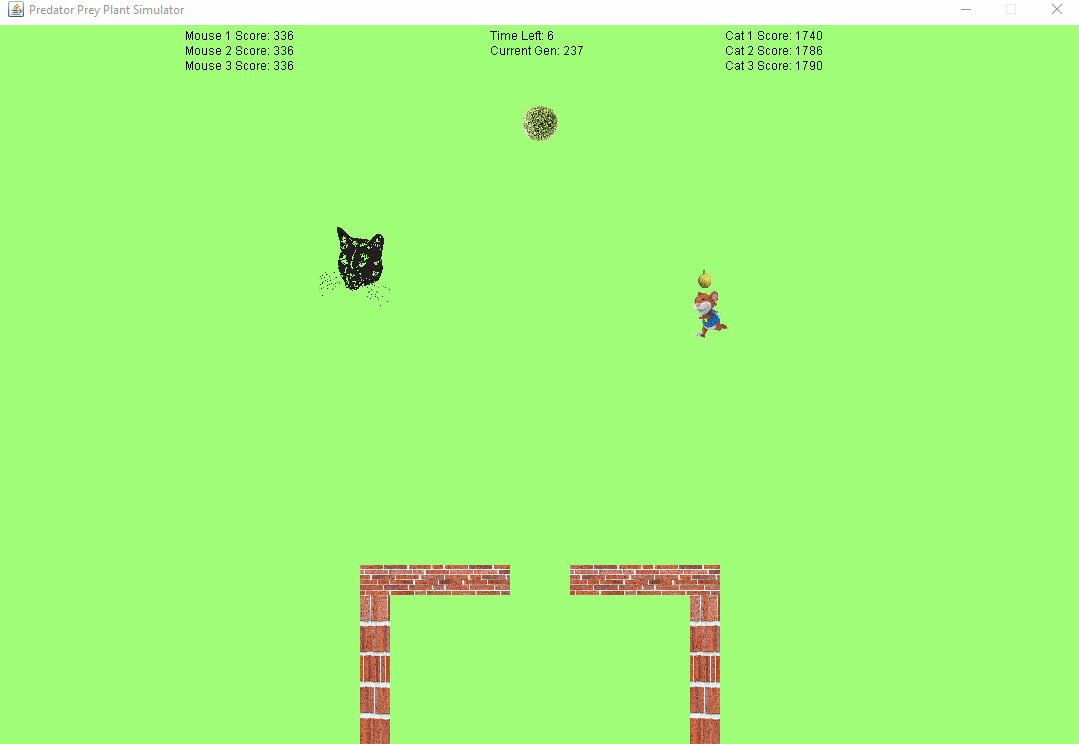 Predator Prey Plant Simulator
Mouse 1 Score: 336
Mouse 2 Score: 336
Mouse 3 Score: 336
Time Left: 6
Current Gen: 237
Cat 1 Score: 1740
Cat 2 Score: 1786
Cat 3 Score: 1790